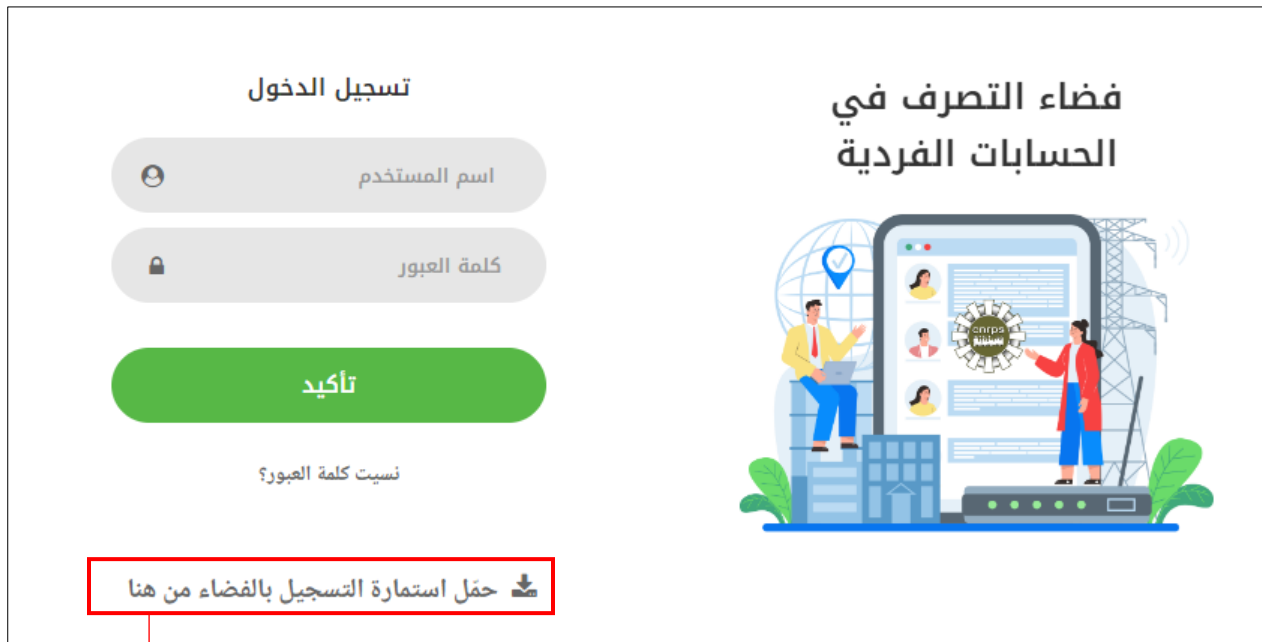 فضاء التصرف في
الحسابات الفردية
cnrps
تسجيل الدخول
اسم المستخدم
كلمة العبور
تأكيد
نسيت كلمة العبور؟
حمّل استمارة التسجيل بالفضاء من هنا